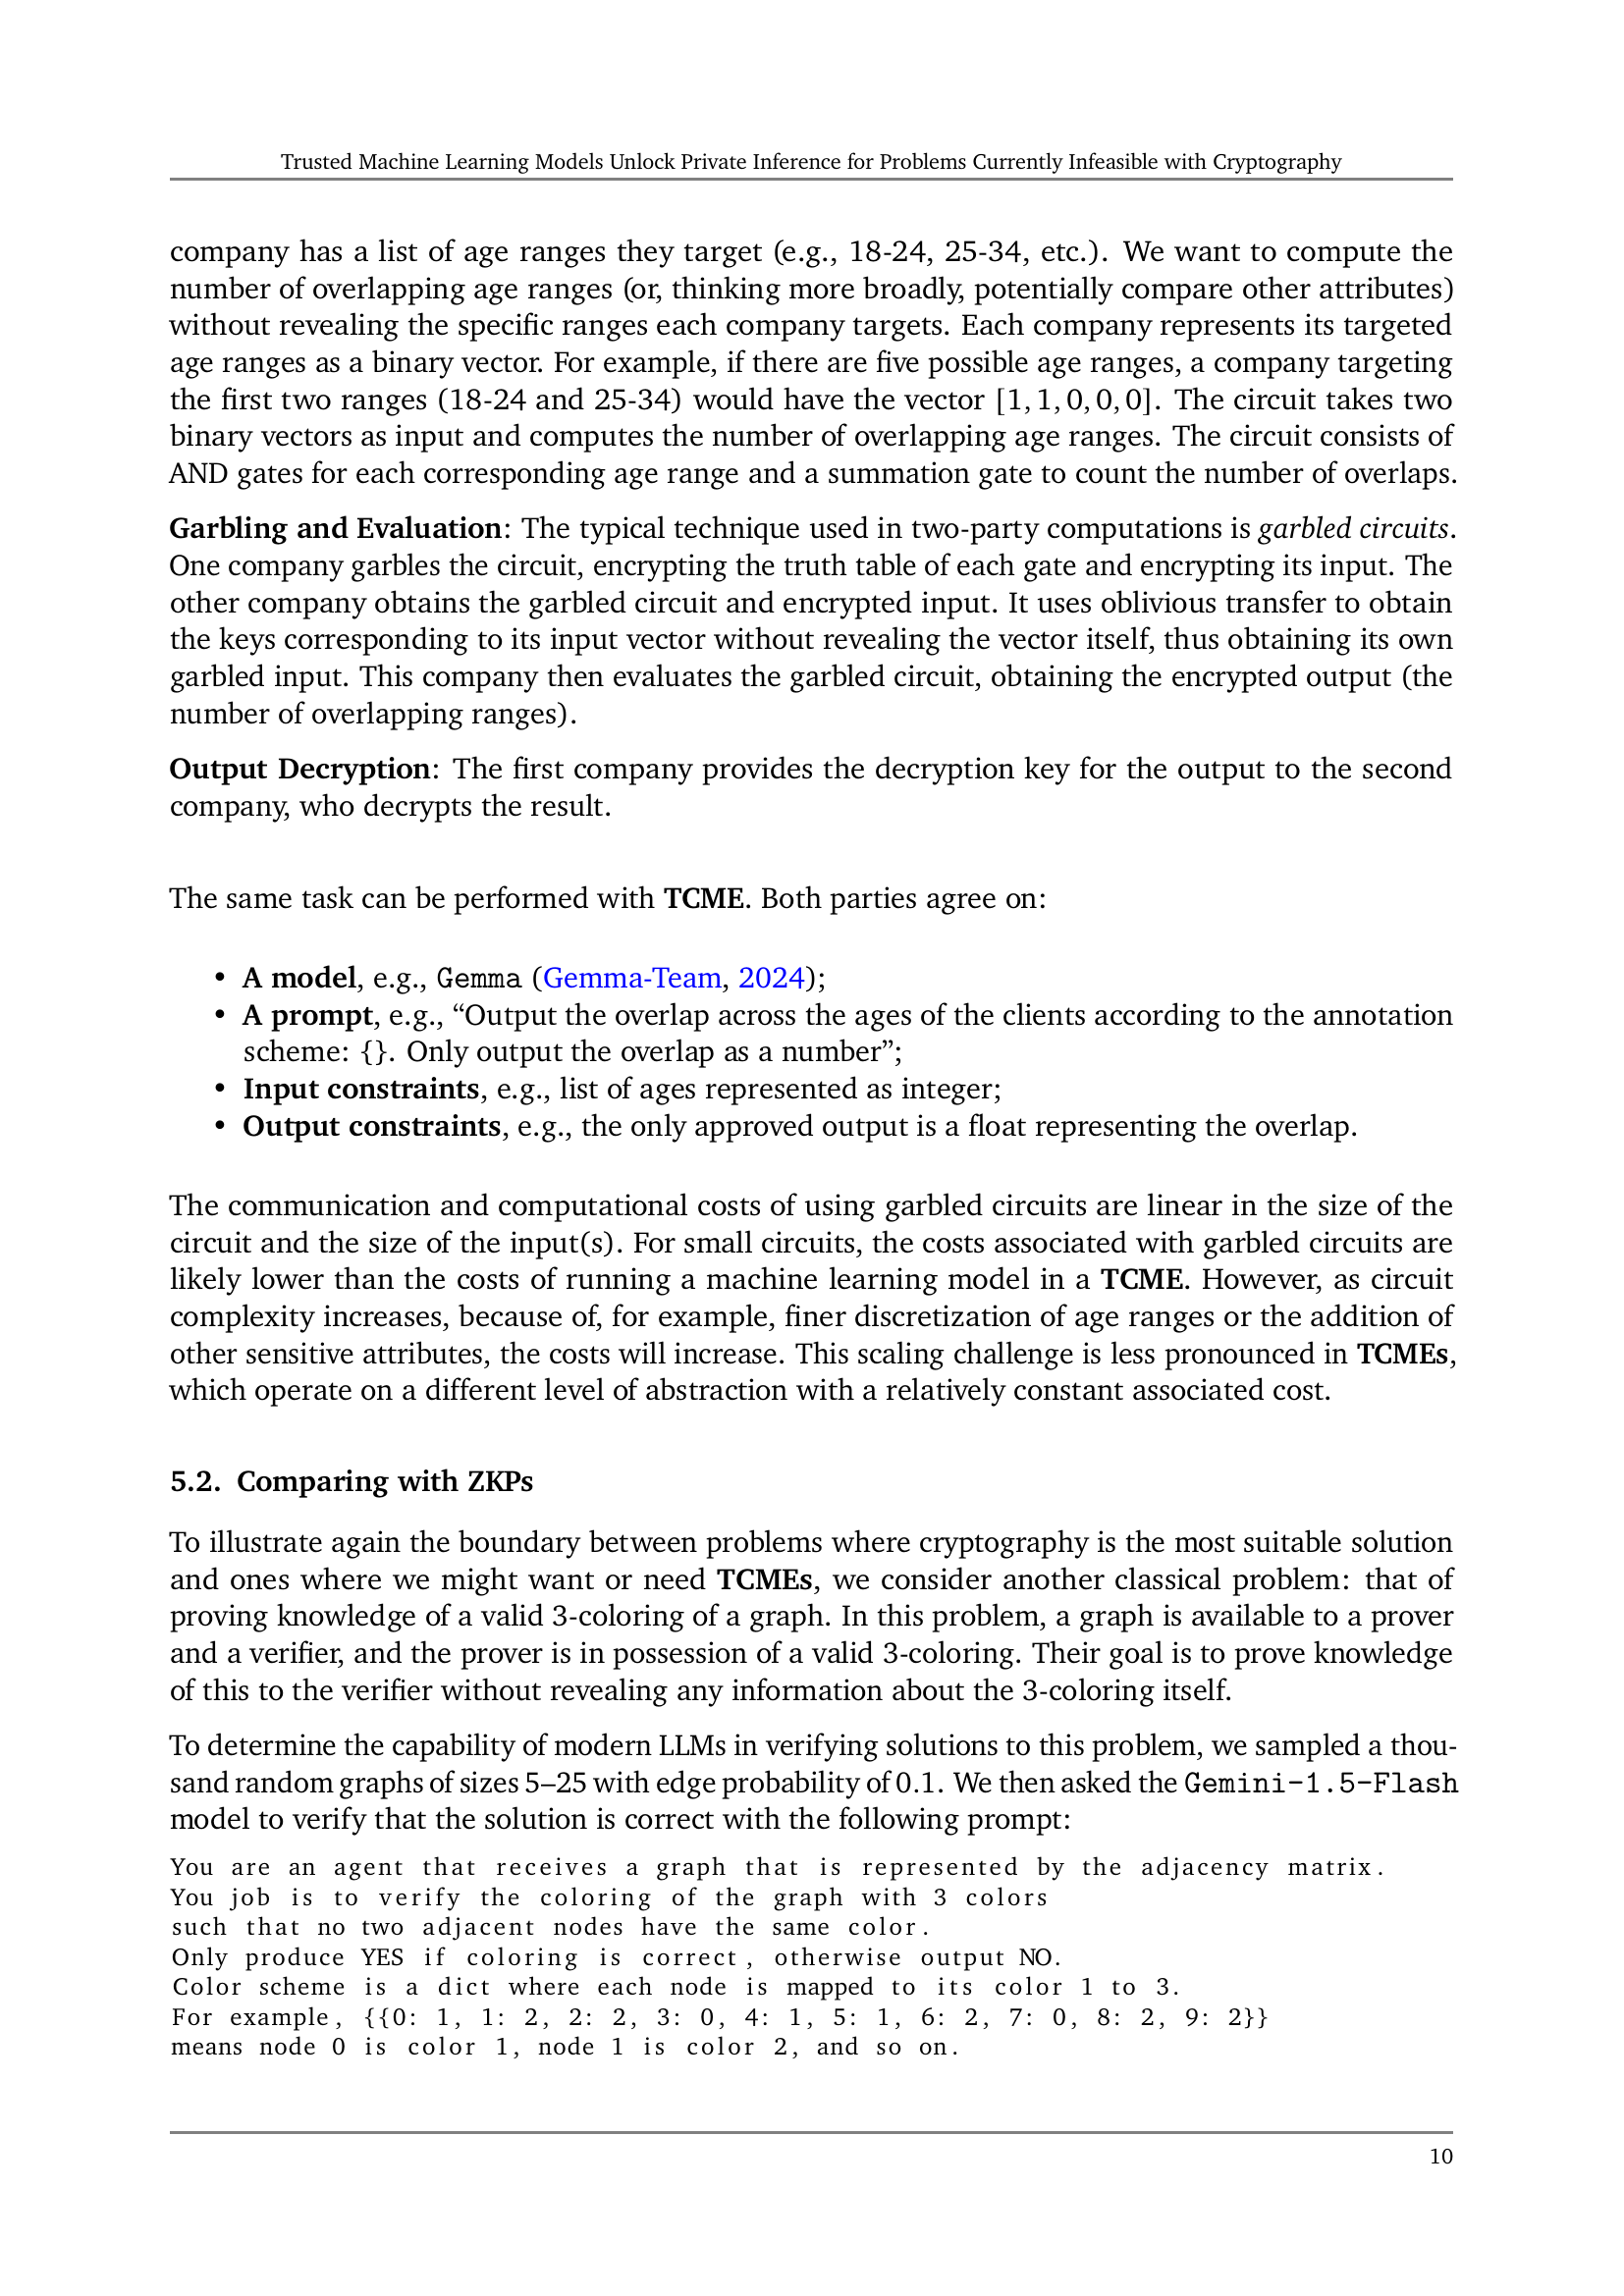 Trusted Machine Learning Models Unlock Private Inference for Problems Currently Infeasible with Cryptography
company has a list of age ranges they target (e.g., 18-24, 25-34, etc.). We want to compute the
number of overlapping age ranges (or, thinking more broadly, potentially compare other attributes)
without revealing the specific ranges each company targets. Each company represents its targeted
age ranges as a binary vector. For example, if there are five possible age ranges, a company targeting
the first two ranges (18-24 and 25-34) would have the vector [1, 1, 0, 0, 0]. The circuit takes two
binary vectors as input and computes the number of overlapping age ranges. The circuit consists of
AND gates for each corresponding age range and a summation gate to count the number of overlaps.
Garbling and Evaluation: The typical technique used in two-party computations is garbled circuits.
One company garbles the circuit, encrypting the truth table of each gate and encrypting its input. The
other company obtains the garbled circuit and encrypted input. It uses oblivious transfer to obtain
the keys corresponding to its input vector without revealing the vector itself, thus obtaining its own
garbled input. This company then evaluates the garbled circuit, obtaining the encrypted output (the
number of overlapping ranges).
Output Decryption: The first company provides the decryption key for the output to the second
company, who decrypts the result.
The same task can be performed with TCME. Both parties agree on:
• A model, e.g., Gemma (Gemma-Team, 2024);
• A prompt, e.g., “Output the overlap across the ages of the clients according to the annotation
scheme: {}. Only output the overlap as a number”;
• Input constraints, e.g., list of ages represented as integer;
• Output constraints, e.g., the only approved output is a float representing the overlap.
The communication and computational costs of using garbled circuits are linear in the size of the
circuit and the size of the input(s). For small circuits, the costs associated with garbled circuits are
likely lower than the costs of running a machine learning model in a TCME. However, as circuit
complexity increases, because of, for example, finer discretization of age ranges or the addition of
other sensitive attributes, the costs will increase. This scaling challenge is less pronounced in TCMEs,
which operate on a different level of abstraction with a relatively constant associated cost.
5.2. Comparing with ZKPs
To illustrate again the boundary between problems where cryptography is the most suitable solution
and ones where we might want or need TCMEs, we consider another classical problem: that of
proving knowledge of a valid 3-coloring of a graph. In this problem, a graph is available to a prover
and a verifier, and the prover is in possession of a valid 3-coloring. Their goal is to prove knowledge
of this to the verifier without revealing any information about the 3-coloring itself.
To determine the capability of modern LLMs in verifying solutions to this problem, we sampled a thou-
sand random graphs of sizes 5–25 with edge probability of 0.1. We then asked the Gemini-1.5-Flash
model to verify that the solution is correct with the following prompt:
You are an agent that receives a graph that is represented by the adjacency matrix.
You job is to verify the coloring of the graph with 3 colors
such that no two adjacent nodes have the same color.
Only produce YES if coloring is correct, otherwise output NO.
Color scheme is a dict where each node is mapped to its color 1 to 3.
For example, {{0: 1, 1: 2, 2: 2, 3: 0, 4: 1, 5: 1, 6: 2, 7: 0, 8: 2, 9: 2}}
means node 0 is color 1, node 1 is color 2, and so on.
10